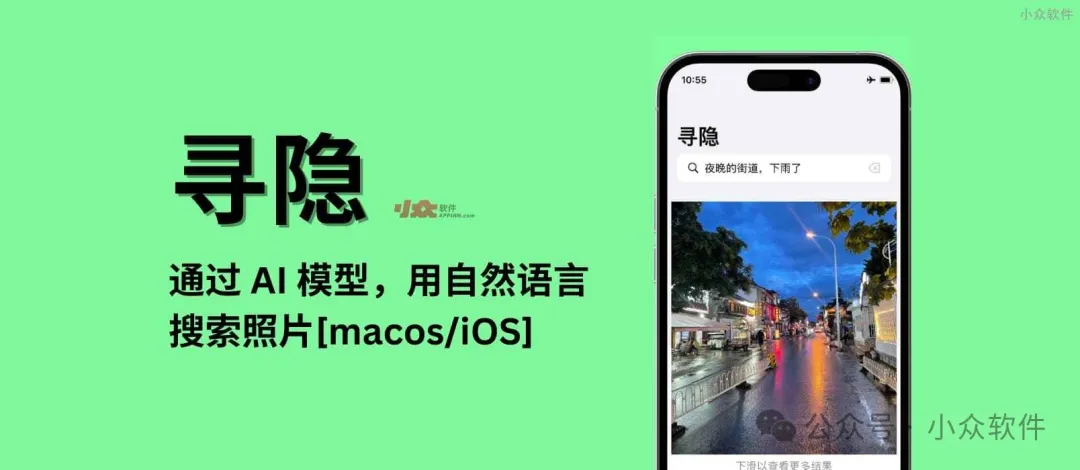 小众软件
寻隐
小众软件
APPINN.com
通过 AI 模型，用自然语言
搜索照片[macos/iOS]
10:55
寻隐
夜晚的街道，下雨了
公众号 · 小众软件
下滑以查看更多结果